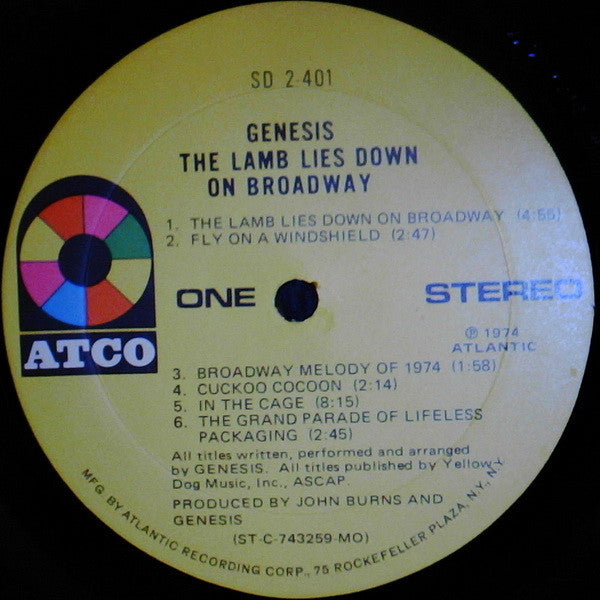 SD 2-401
GENESIS
THE LAMB LIES DOWN
ON BROADWAY
1. THE LAMB LIES DOWN ON BROADWAY (4:55)
2. FLY ON A WINDSHIELD (2:47)
ONE
STEREO
ATCO
℗ 1974
ATLANTIC
3. BROADWAY MELODY OF 1974 (1:58)
4. CUCKOO COCOON (2:14)
5. IN THE CAGE (8:15)
6. THE GRAND PARADE OF LIFELESS
PACKAGING (2:45)
All titles written, performed and arranged
by GENESIS. All titles published by Yellow
Dog Music, Inc., ASCAP.
PRODUCED BY JOHN BURNS AND
GENESIS
(ST-C-743259-MO)
MFG. BY ATLANTIC RECORDING CORP., 75 ROCKEFELLER PLAZA, N.Y., N.Y.